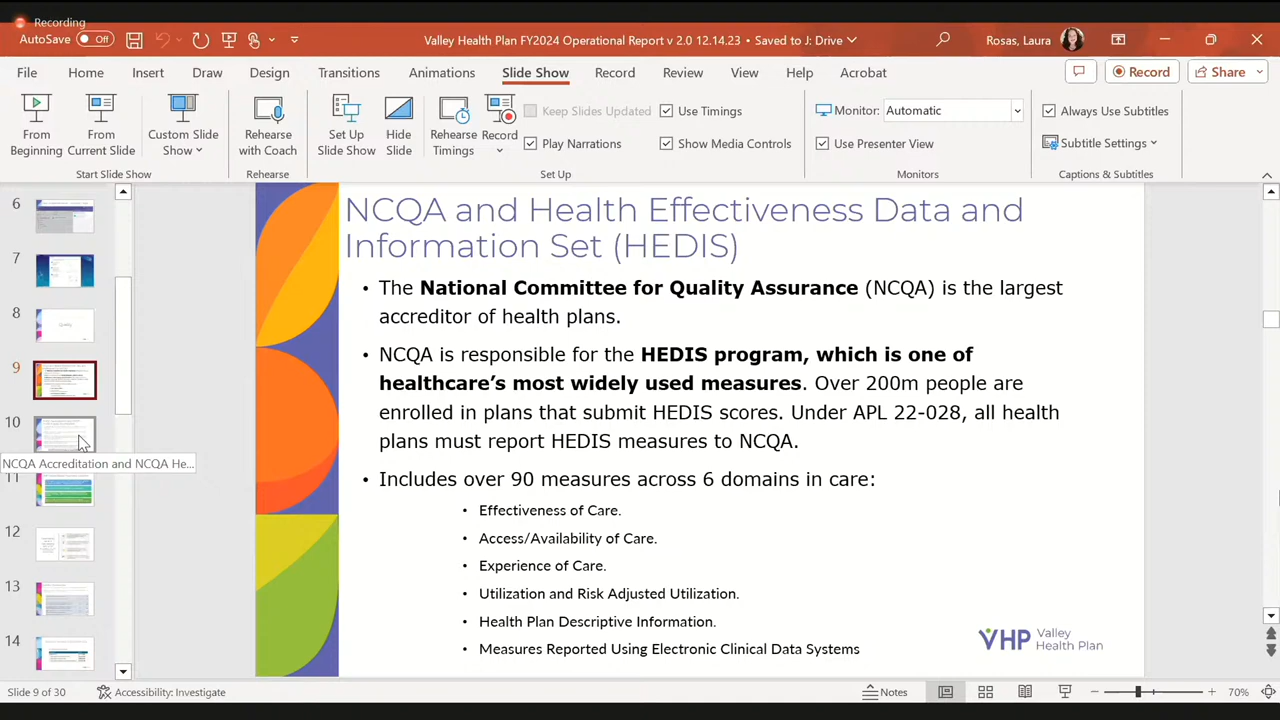 Recording
AutoSave Off
Valley Health Plan FY2024 Operational Report v 2.0 12.14.23 • Saved to J: Drive
Rosas, Laura
File Home Insert Draw Design Transitions Animations Slide Show Record Review View Help Acrobat
Record Share
From Beginning
From Current Slide
Custom Slide Show
Rehearse with Coach
Set Up Slide Show
Hide Slide
Rehearse Timings
Record
Keep Slides Updated
Use Timings
Play Narrations
Show Media Controls
Monitor: Automatic
Use Presenter View
Always Use Subtitles
Subtitle Settings
Start Slide Show
Rehearse
Set Up
Monitors
Captions & Subtitles
6
7
8
9
10
NCQA Accreditation and NCQA He...
11
12
13
14
NCQA and Health Effectiveness Data and
Information Set (HEDIS)
• The National Committee for Quality Assurance (NCQA) is the largest
accreditor of health plans.
• NCQA is responsible for the HEDIS program, which is one of
healthcare’s most widely used measures. Over 200m people are
enrolled in plans that submit HEDIS scores. Under APL 22-028, all health
plans must report HEDIS measures to NCQA.
• Includes over 90 measures across 6 domains in care:
• Effectiveness of Care.
• Access/Availability of Care.
• Experience of Care.
• Utilization and Risk Adjusted Utilization.
• Health Plan Descriptive Information.
• Measures Reported Using Electronic Clinical Data Systems
VHP Valley
Health Plan
Slide 9 of 30 Accessibility: Investigate Notes 70%